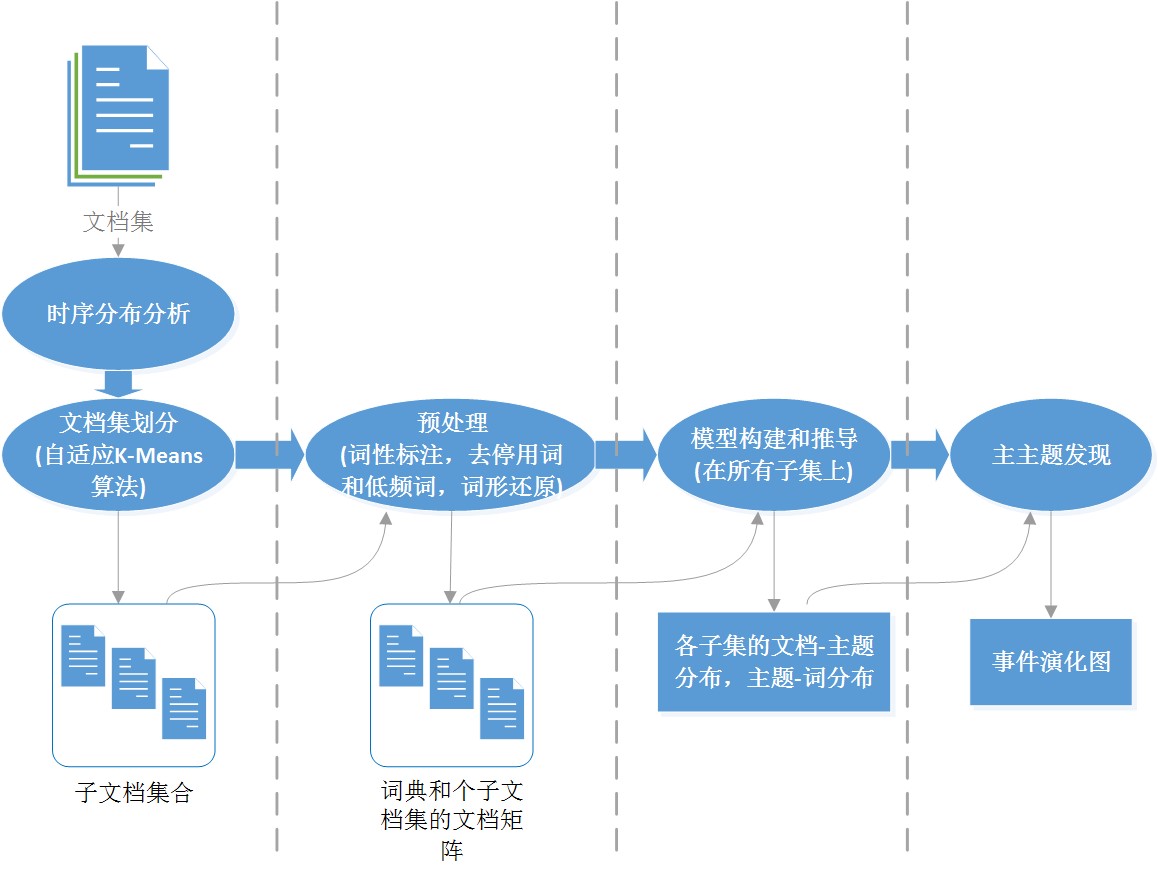 文档集
时序分布分析
文档集划分
(自适应K-Means
算法)
预处理
(词性标注，去停用词
和低频词，词形还原)
模型构建和推导
(在所有子集上)
主主题发现
各子集的文档-主题
分布，主题-词分布
事件演化图
子文档集合
词典和个子文
档集的文档矩
阵